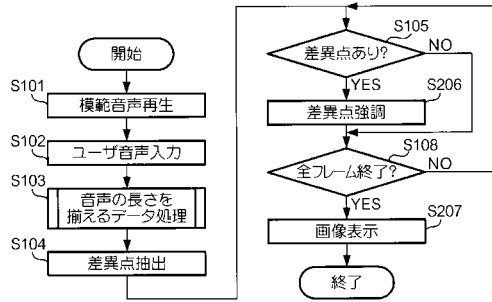 開始
S101
模範音声再生
S102
ユーザ音声入力
S103
音声の長さを
揃えるデータ処理
S104
差異点抽出
S105
差異点あり?
NO
YES
S206
差異点強調
S108
全フレーム終了?
NO
YES
S207
画像表示
終了